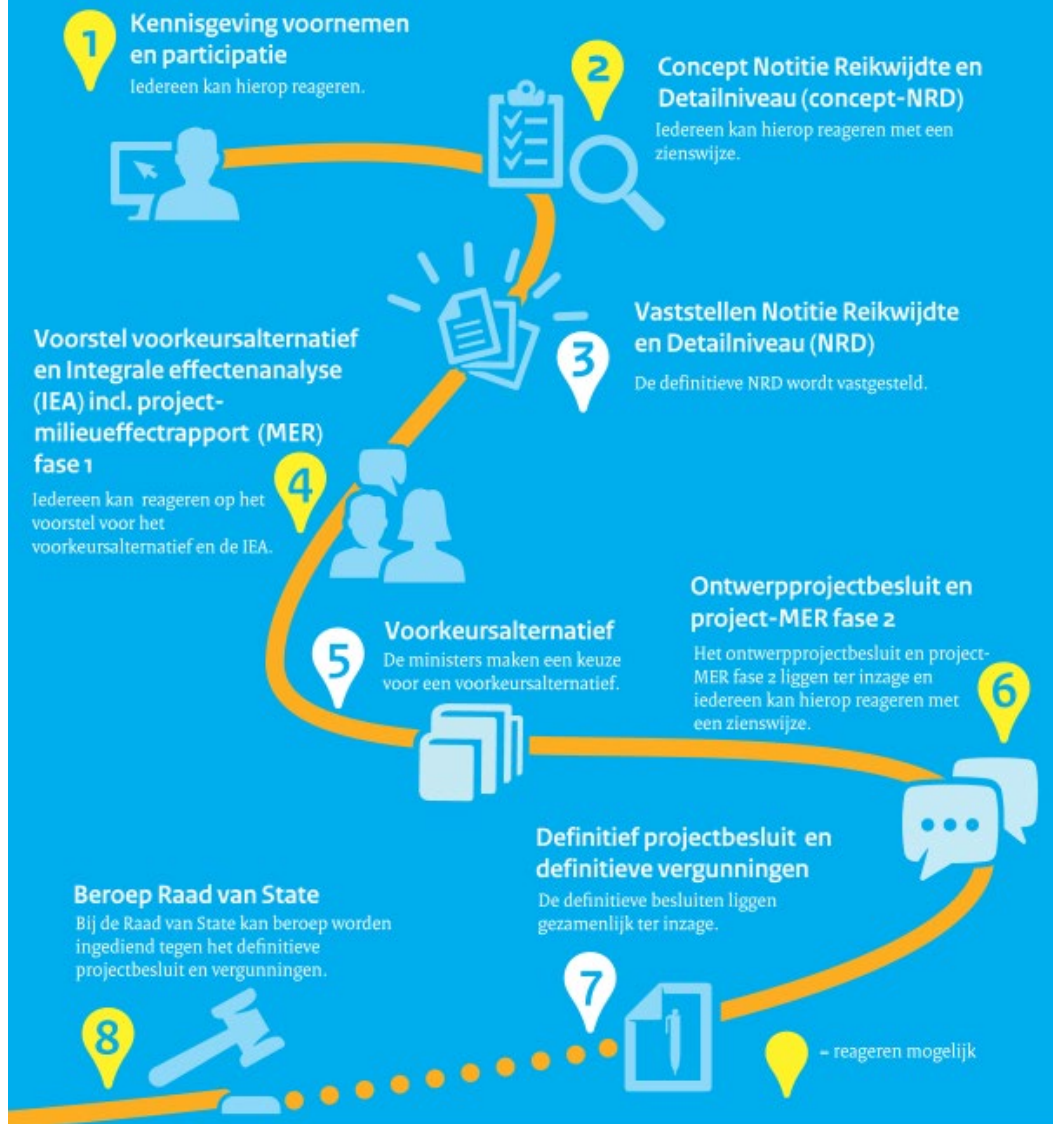 1
Kennisgeving voornemen
en participatie
Iedereen kan hierop reageren.
2
Concept Notitie Reikwijdte en
Detailniveau (concept-NRD)
Iedereen kan hierop reageren met een
zienswijze.
3
Vaststellen Notitie Reikwijdte
en Detailniveau (NRD)
De definitieve NRD wordt vastgesteld.
Voorstel voorkeursalternatief
en Integrale effectenanalyse
(IEA) incl. project-
milieueffectrapport (MER)
fase 1
4
Iedereen kan reageren op het
voorstel voor het
voorkeursalternatief en de IEA.
5
Voorkeursalternatief
De ministers maken een keuze
voor een voorkeursalternatief.
Ontwerpprojectbesluit en
project-MER fase 2
Het ontwerpprojectbesluit en project-
MER fase 2 liggen ter inzage en
iedereen kan hierop reageren met
een zienswijze.
6
Definitief projectbesluit en
definitieve vergunningen
De definitieve besluiten liggen
gezamenlijk ter inzage.
7
Beroep Raad van State
Bij de Raad van State kan beroep worden
ingediend tegen het definitieve
projectbesluit en vergunningen.
8
= reageren mogelijk